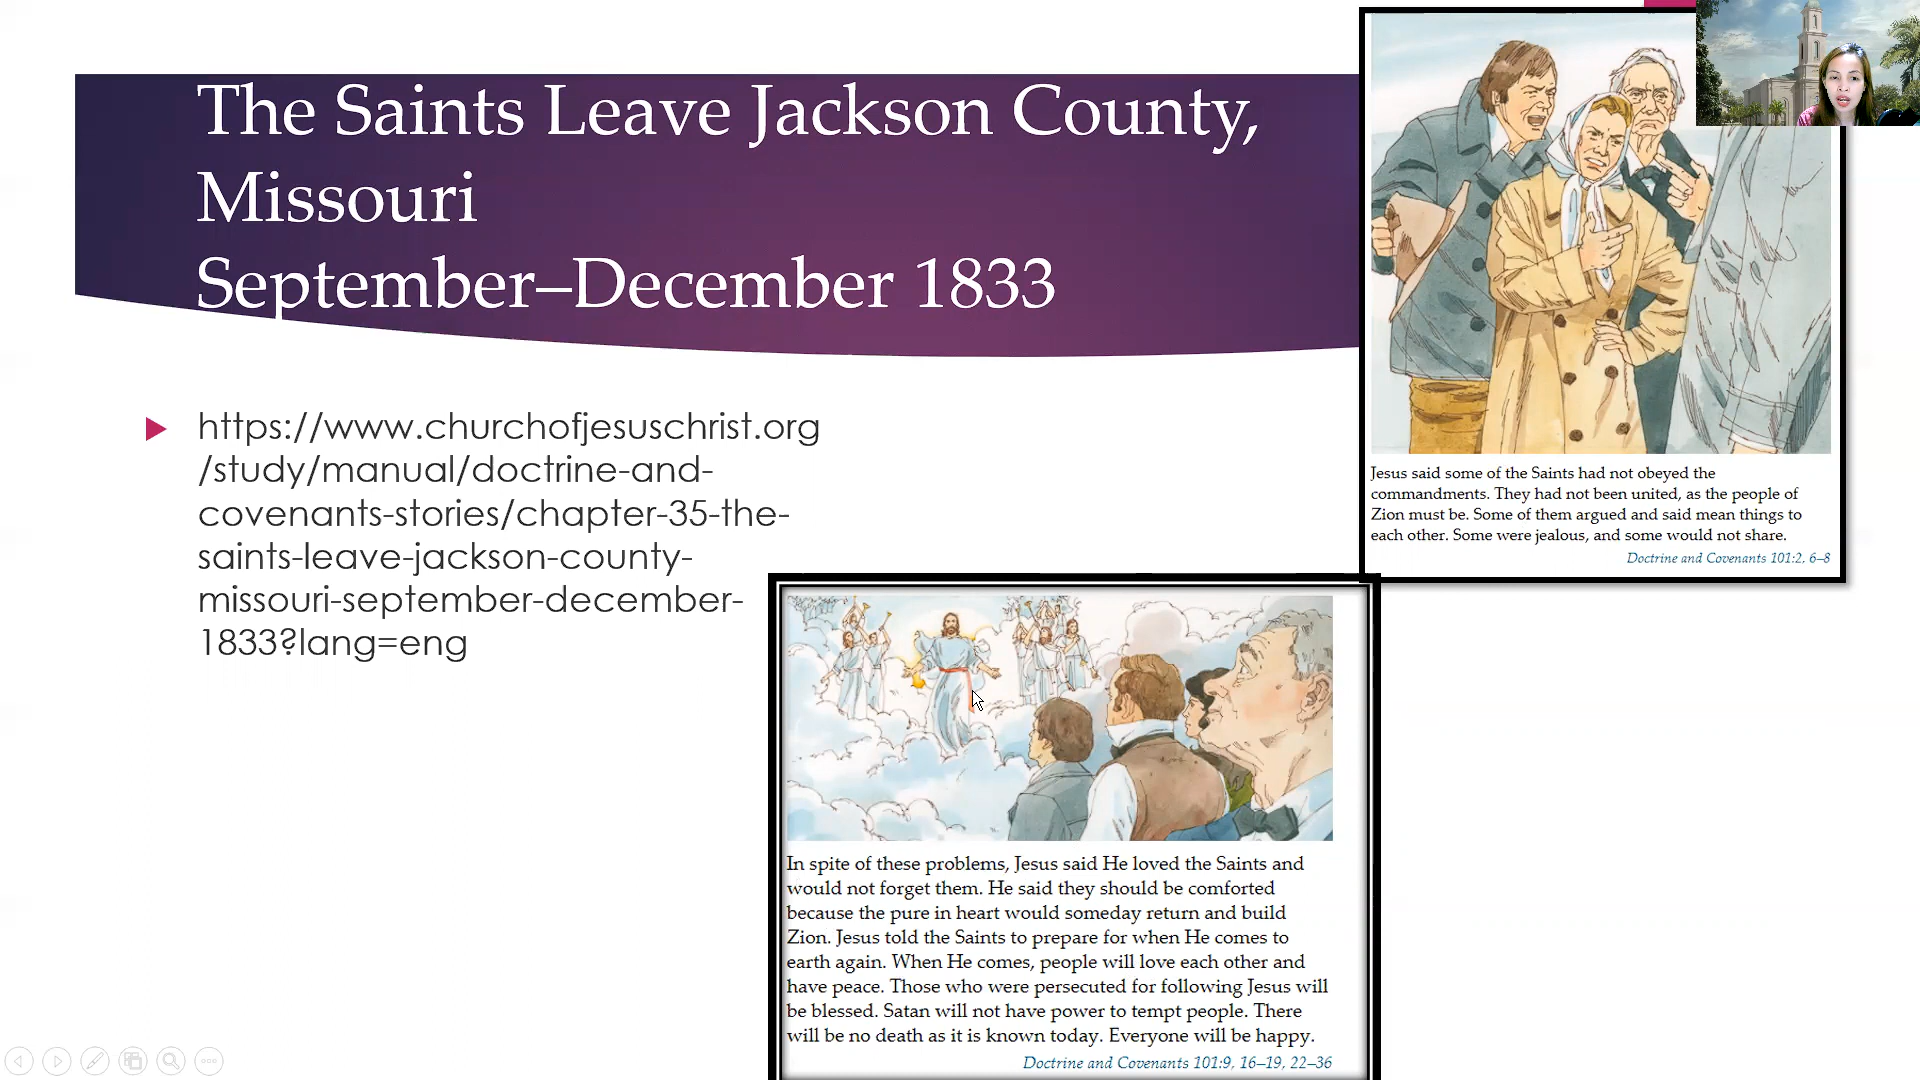 The Saints Leave Jackson County,
Missouri
September–December 1833
https://www.churchofjesuschrist.org
/study/manual/doctrine-and-
covenants-stories/chapter-35-the-
saints-leave-jackson-county-
missouri-september-december-
1833?lang=eng
Jesus said some of the Saints had not obeyed the
commandments. They had not been united, as the people of
Zion must be. Some of them argued and said mean things to
each other. Some were jealous, and some would not share.
Doctrine and Covenants 101:2, 6–8
In spite of these problems, Jesus said He loved the Saints and
would not forget them. He said they should be comforted
because the pure in heart would someday return and build
Zion. Jesus told the Saints to prepare for when He comes to
earth again. When He comes, people will love each other and
have peace. Those who were persecuted for following Jesus will
be blessed. Satan will not have power to tempt people. There
will be no death as it is known today. Everyone will be happy.
Doctrine and Covenants 101:9, 16–19, 22–36